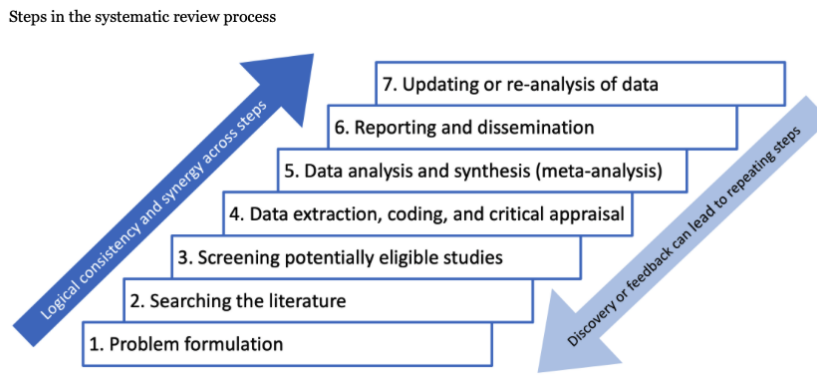 Steps in the systematic review process
7. Updating or re-analysis of data
6. Reporting and dissemination
5. Data analysis and synthesis (meta-analysis)
4. Data extraction, coding, and critical appraisal
3. Screening potentially eligible studies
2. Searching the literature
1. Problem formulation
Logical consistency and synergy across steps
Discovery or feedback can lead to repeating steps